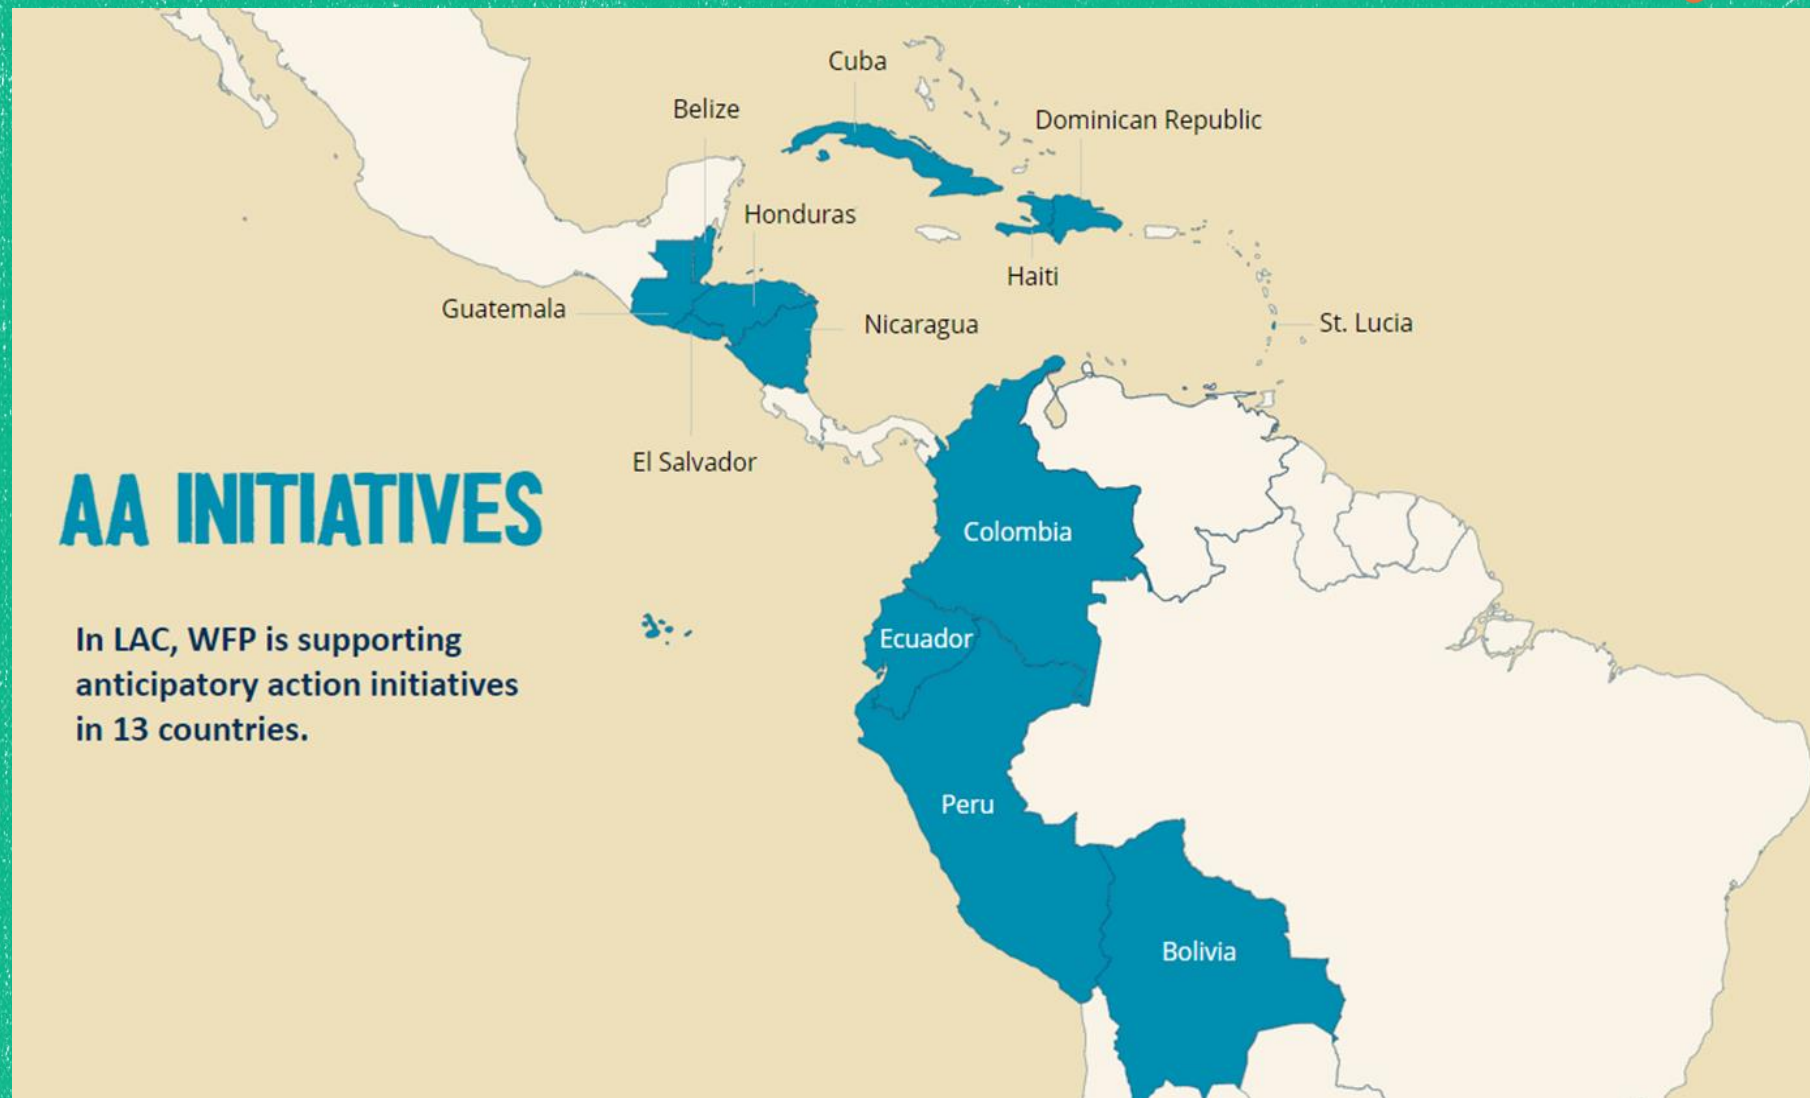 Cuba
Belize
Dominican Republic
Honduras
Haiti
Guatemala
Nicaragua
St. Lucia
El Salvador
AA INITIATIVES
Colombia
In LAC, WFP is supporting
anticipatory action initiatives
in 13 countries.
Ecuador
Peru
Bolivia